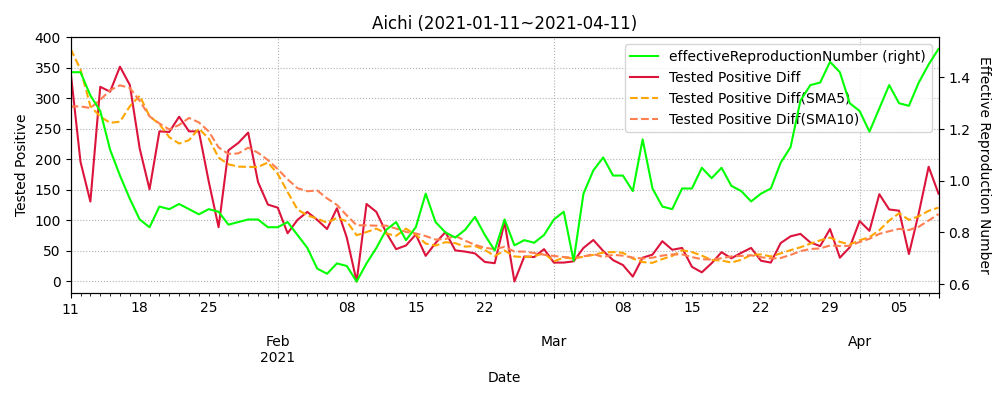 Aichi (2021-01-11~2021-04-11)
effectiveReproductionNumber (right)
Tested Positive Diff
Tested Positive Diff(SMA5)
Tested Positive Diff(SMA10)
Tested Positive
400
350
300
250
200
150
100
50
0
Effective Reproduction Number
1.4
1.2
1.0
0.8
0.6
11 18 25 08 15 22 08 15 22 29 05
Feb Mar Apr
2021
Date